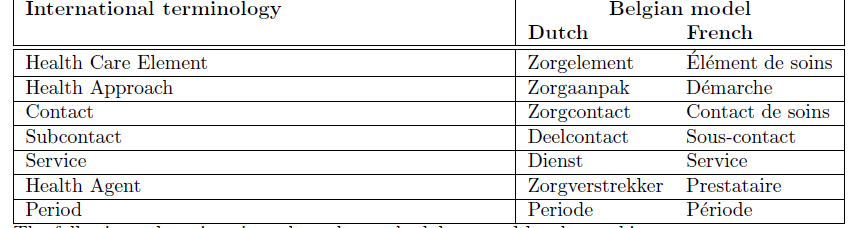 International terminology Belgian model
Dutch French
Health Care Element Zorgelement Élément de soins
Health Approach Zorgaanpak Démarche
Contact Zorgcontact Contact de soins
Subcontact Deelcontact Sous-contact
Service Dienst Service
Health Agent Zorgverstrekker Prestataire
Period Periode Période